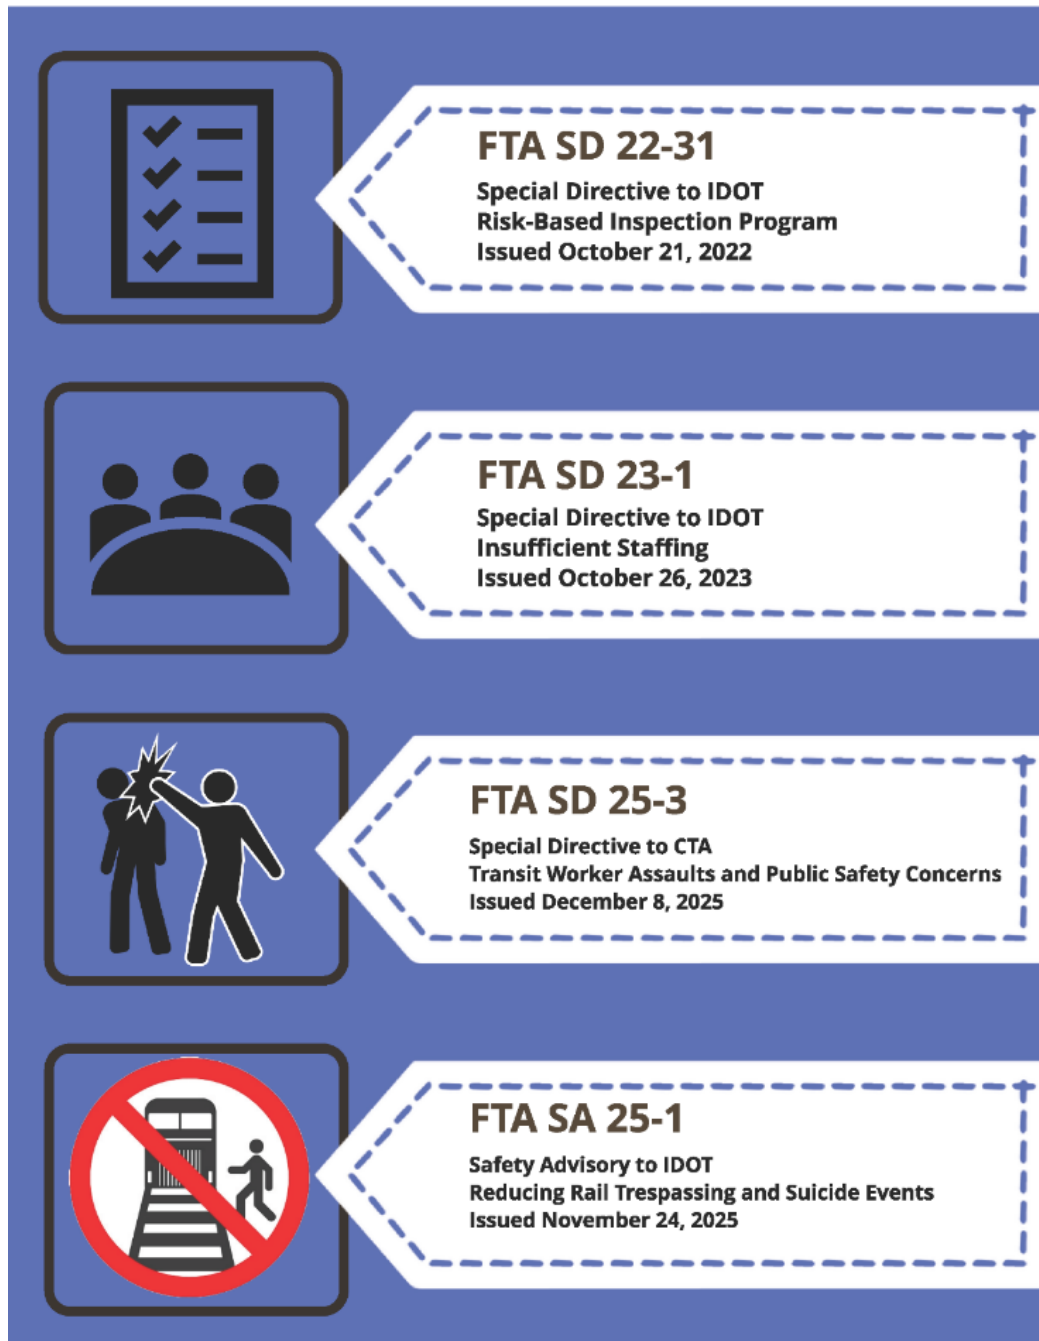 FTA SD 22-31
Special Directive to IDOT
Risk-Based Inspection Program
Issued October 21, 2022
FTA SD 23-1
Special Directive to IDOT
Insufficient Staffing
Issued October 26, 2023
FTA SD 25-3
Special Directive to CTA
Transit Worker Assaults and Public Safety Concerns
Issued December 8, 2025
FTA SA 25-1
Safety Advisory to IDOT
Reducing Rail Trespassing and Suicide Events
Issued November 24, 2025